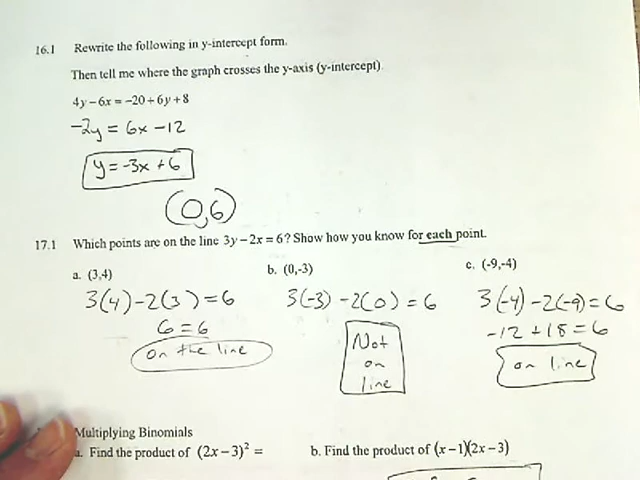 16.1 Rewrite the following in y-intercept form.
Then tell me where the graph crosses the y-axis (y-intercept)
4y-6x = -20+6y+8
-2y = 6x -12
y = -3x + 6
(0,6)
17.1 Which points are on the line 3y-2x = 6? Show how you know for each point.
a. (3,4)
3(4)-2(3)=6
6=6
on the line
b. (0,-3)
3(-3) -2(0) = 6
Not
on
line
c. (-9,-4)
3(-4)-2(-9)=6
-12 +18 = 6
on line
Multiplying Binomials
a. Find the product of (2x-3)² =
b. Find the product of (x-1)(2x-3)